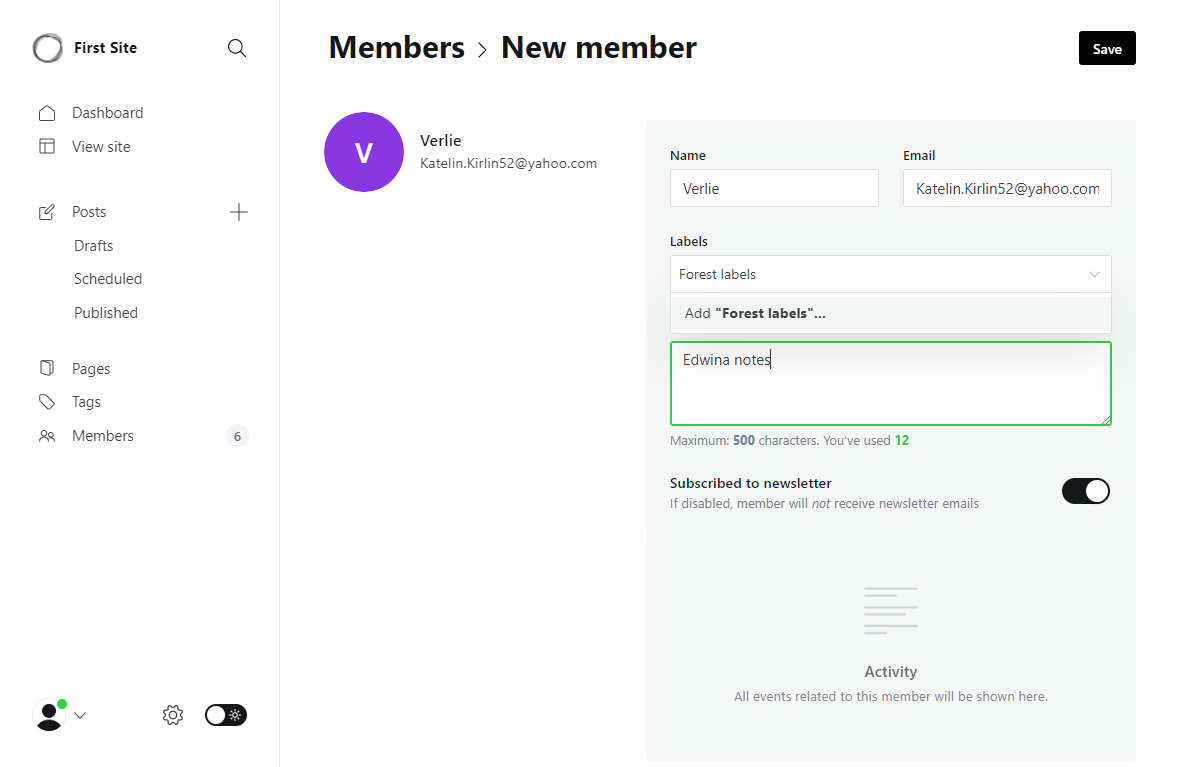 First Site
Dashboard
View site
Posts
Drafts
Scheduled
Published
Pages
Tags
Members
6
Members
New member
Save
V
Verlie
Katelin.Kirlin52@yahoo.com
Name
Email
Verlie
Katelin.Kirlin52@yahoo.com
Labels
Forest labels
Add "Forest labels"...
Edwina notes
Maximum: 500 characters. You've used 12
Subscribed to newsletter
If disabled, member will not receive newsletter emails
Activity
All events related to this member will be shown here.